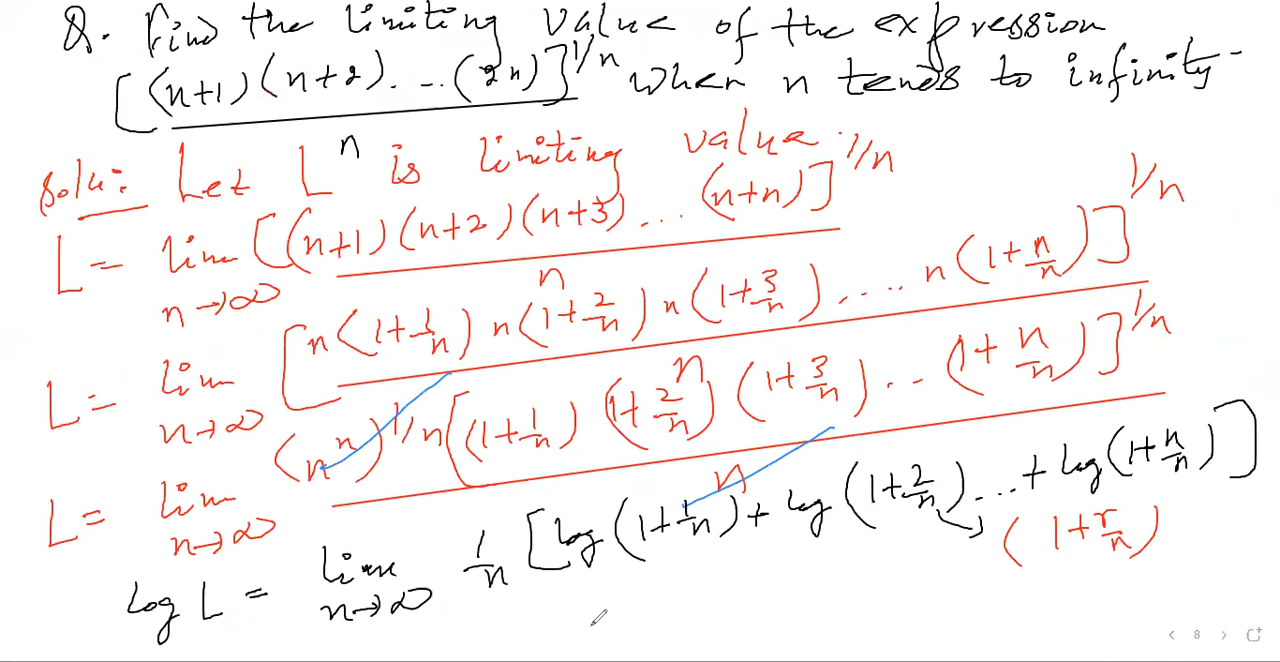 Q. Find the limiting value of the expression
[(n+1)(n+2)....(2n)]^{1/n} / n when n tends to infinity-
Soln: Let L is limiting value.
L = lim_{n→∞} [(n+1)(n+2)(n+3)....(n+n)]^{1/n} / n
L = lim_{n→∞} [n(1+1/n) n(1+2/n) n(1+3/n)..... n(1+n/n)]^{1/n} / n
L = lim_{n→∞} (n^n)^{1/n} [(1+1/n) (1+2/n) (1+3/n)... (1+n/n)]^{1/n} / n
log L = lim_{n→∞} 1/n [log(1+1/n) + log(1+2/n)....+ log(1+n/n)]
(1+r/n)
8